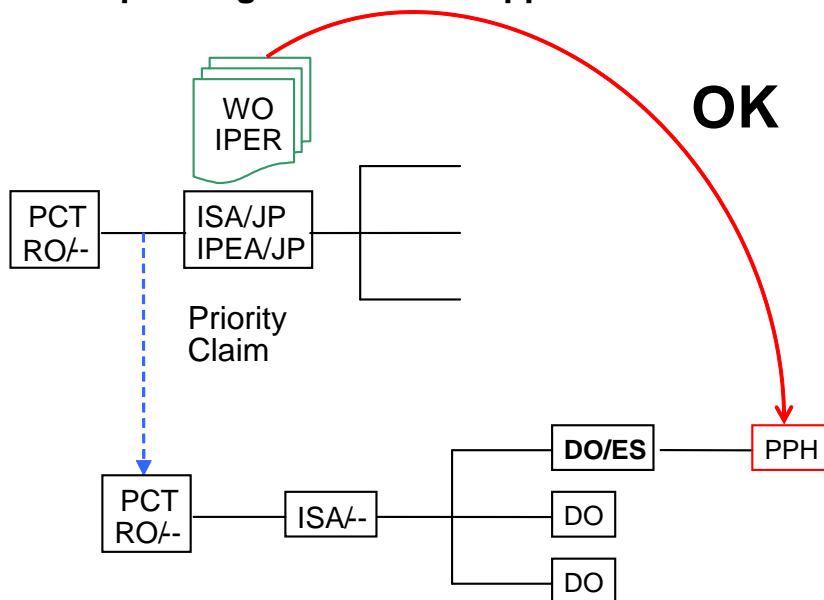 WO
IPER
OK
PCT
RO/--
ISA/JP
IPEA/JP
Priority
Claim
DO/ES
PPH
PCT
RO/--
ISA/--
DO
DO